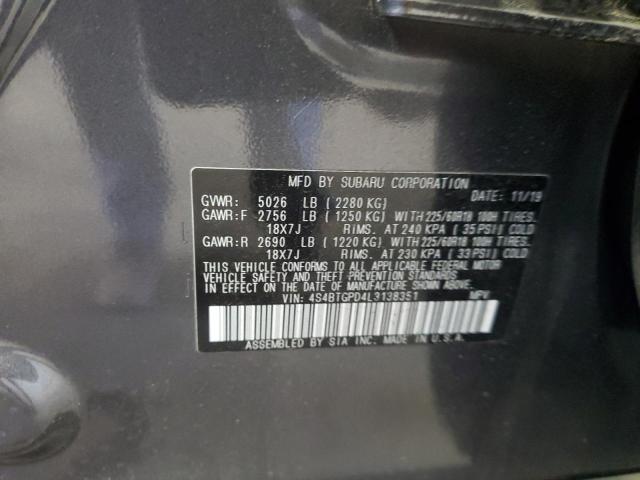 MFD BY SUBARU CORPORATION DATE: 11/19
GVWR: 5026 LB ( 2280 KG)
GAWR:F 2756 LB ( 1250 KG) WITH 225/60R18 100H TIRES.
18X7J RIMS. AT 240 KPA ( 35 PSI) COLD
GAWR:R 2690 LB ( 1220 KG) WITH 225/60R18 100H TIRES.
18X7J RIMS. AT 230 KPA ( 33 PSI) COLD
THIS VEHICLE CONFORMS TO ALL APPLICABLE FEDERAL MOTOR
VEHICLE SAFETY AND THEFT PREVENTION STANDARDS
IN EFFECT ON THE DATE OF MANUFACTURE SHOWN ABOVE.
VIN: 4S4BTGPD4L3138351 MPV
ASSEMBLED BY SIA INC. MADE IN U.S.A.